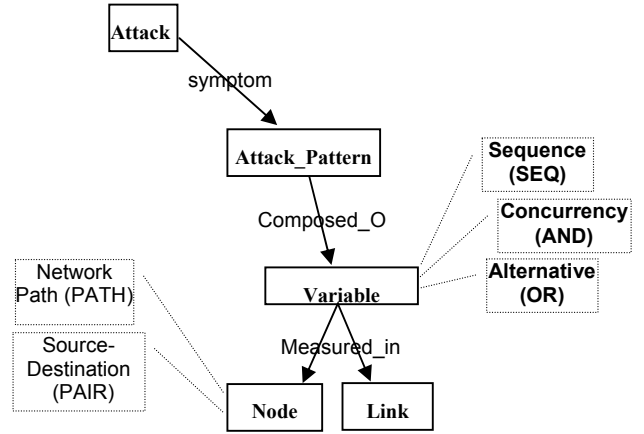 Attack
symptom
Attack_Pattern
Sequence
(SEQ)
Composed_O
Concurrency
(AND)
Network
Path (PATH)
Variable
Alternative
(OR)
Source-
Destination
(PAIR)
Measured_in
Node
Link